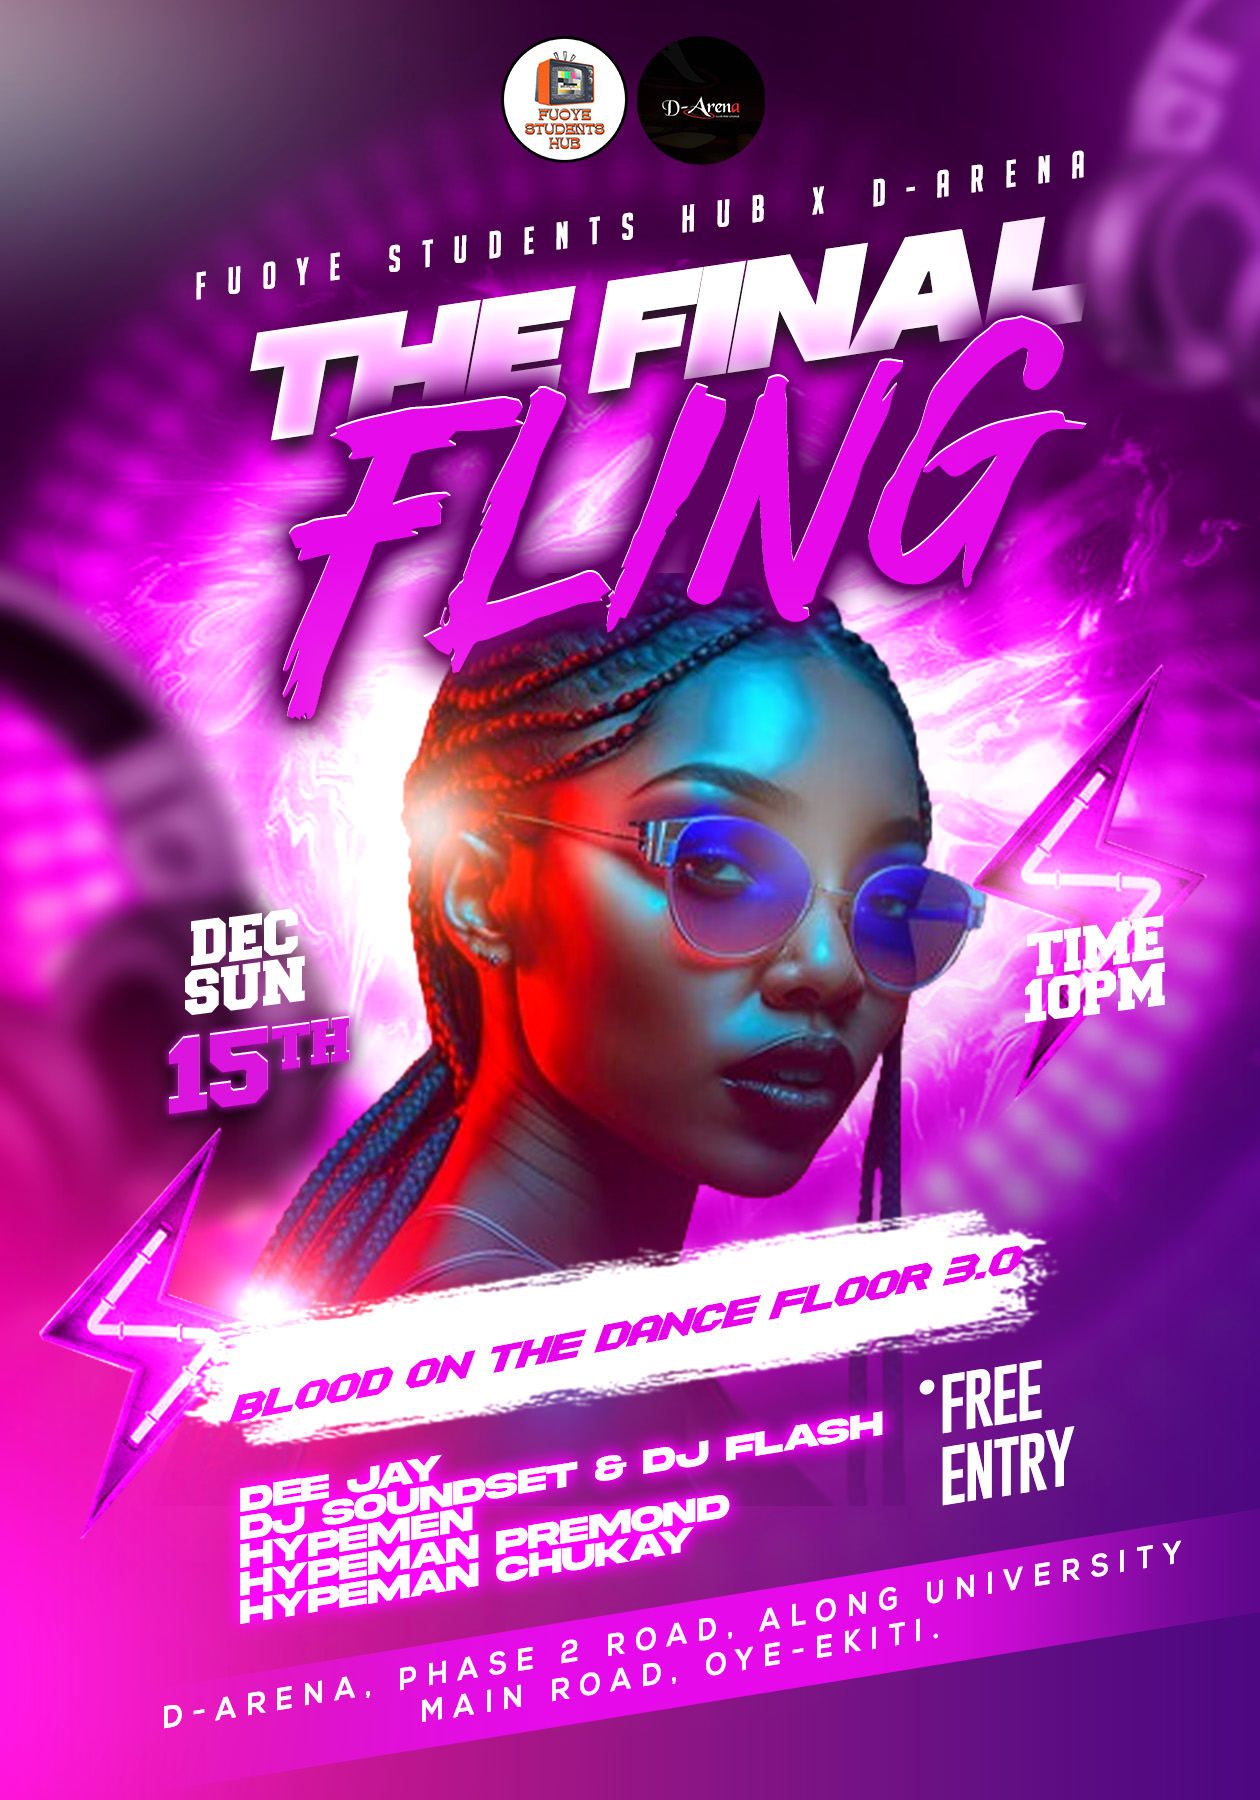 FUOYE
STUDENTS
HUB
D-Arena
FUOYE STUDENTS HUB X D-ARENA
THE FINAL
FLING
DEC
SUN
15TH
TIME
10PM
BLOOD ON THE DANCE FLOOR 3.0
•FREE
ENTRY
DEE JAY
DJ SOUNDSET & DJ FLASH
HYPEMEN
HYPEMAN PREMOND
HYPEMAN CHUKAY
D-ARENA, PHASE 2 ROAD, ALONG UNIVERSITY
MAIN ROAD, OYE-EKITI.